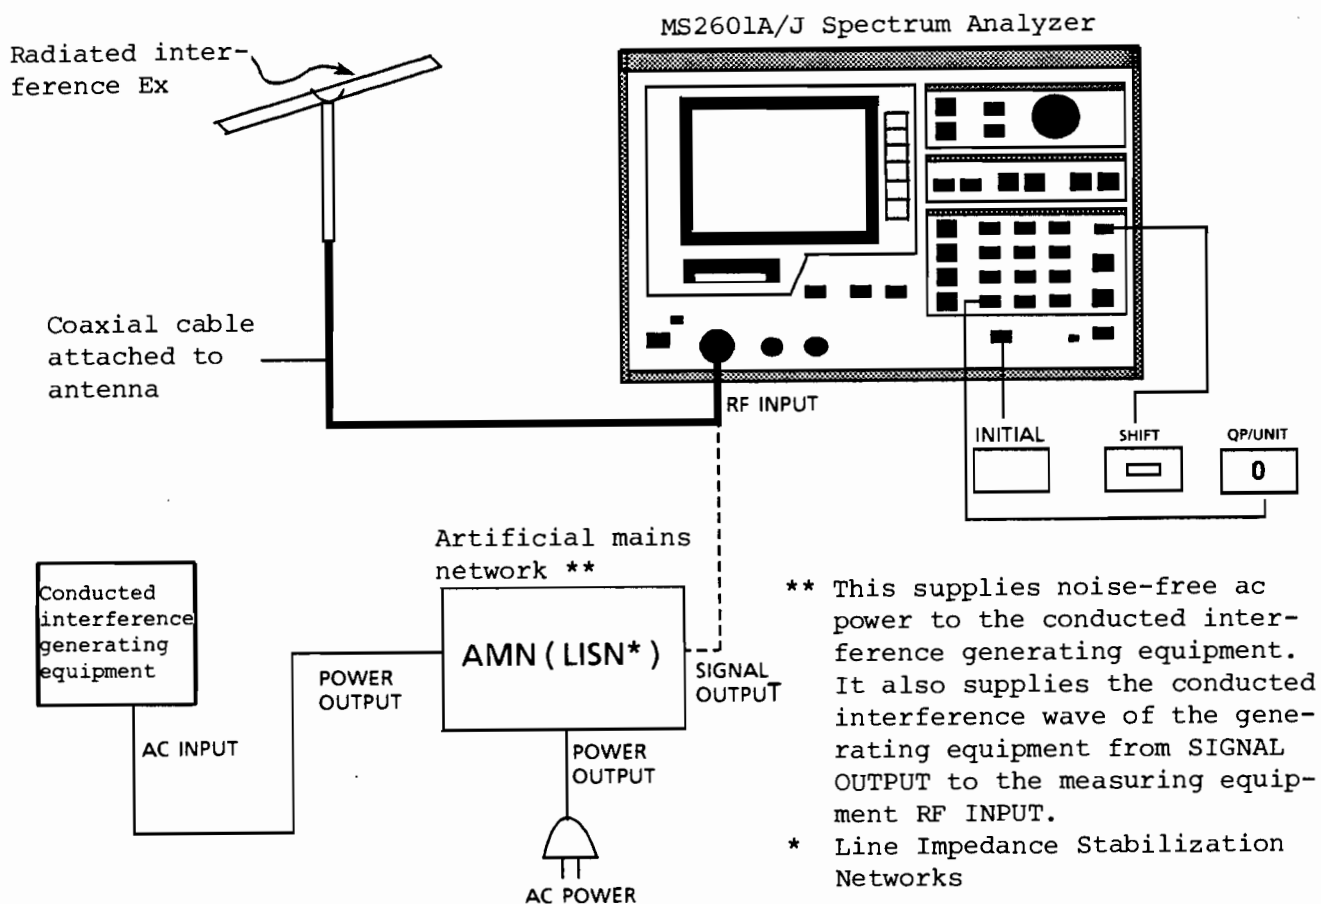 MS2601A/J Spectrum Analyzer
Radiated inter-
ference Ex
Coaxial cable
attached to
antenna
RF INPUT
INITIAL
SHIFT
QP/UNIT
0
Artificial mains
network **
Conducted
interference
generating
equipment
AMN (LISN*)
POWER
OUTPUT
SIGNAL
OUTPUT
AC INPUT
POWER
OUTPUT
AC POWER
** This supplies noise-free ac
power to the conducted inter-
ference generating equipment.
It also supplies the conducted
interference wave of the gene-
rating equipment from SIGNAL
OUTPUT to the measuring equip-
ment RF INPUT.
* Line Impedance Stabilization
Networks